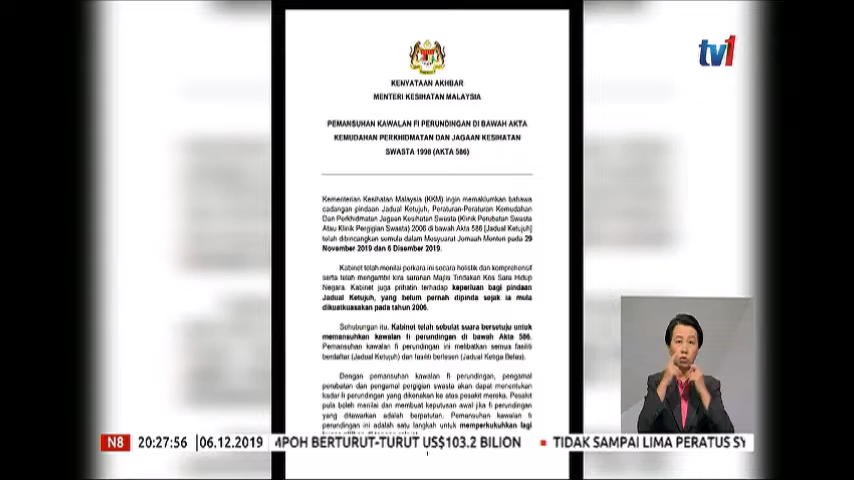 tv1
KENYATAAN AKHBAR
MENTERI KESIHATAN MALAYSIA
PEMANSUHAN KAWALAN FI PERUNDINGAN DI BAWAH AKTA
KEMUDAHAN PERKHIDMATAN DAN JAGAAN KESIHATAN
SWASTA 1998 (AKTA 586)
Kementerian Kesihatan Malaysia (KKM) ingin memaklumkan bahawa
cadangan pindaan Jadual Ketujuh, Peraturan-Peraturan Kemudahan
Dan Perkhidmatan Jagaan Kesihatan Swasta (Klinik Perubatan Swasta
Atau Klinik Pergigian Swasta) 2006 di bawah Akta 586 [Jadual Ketujuh]
telah dibincangkan semula dalam Mesyuarat Jemaah Menteri pada 29
November 2019 dan 6 Disember 2019.
Kabinet telah menilai perkara ini secara holistik dan komprehensif
serta telah mengambil kira saranan Majlis Tindakan Kos Sara Hidup
Negara. Kabinet juga prihatin terhadap keperluan bagi pindaan
Jadual Ketujuh, yang belum pernah dipinda sejak ia mula
dikuatkuasakan pada tahun 2006.
Sehubungan itu, Kabinet telah sebulat suara bersetuju untuk
memansuhkan kawalan fi perundingan di bawah Akta 586.
Pemansuhan kawalan fi perundingan ini melibatkan semua fasiliti
berdaftar (Jadual Ketujuh) dan fasiliti berlesen (Jadual Ketiga Belas).
Dengan pemansuhan kawalan fi perundingan, pengamal
perubatan dan pengamal pergigian swasta akan dapat menentukan
kadar fi perundingan yang dikenakan ke atas pesakit mereka. Pesakit
pula boleh menilai dan membuat keputusan awal jika fi perundingan
yang ditawarkan adalah berpatutan. Pemansuhan kawalan fi
perundingan ini adalah satu langkah untuk memperkukuhkan lagi
1
N8 20:27:56 06.12.2019 MPOH BERTURUT-TURUT US$103.2 BILION TIDAK SAMPAI LIMA PERATUS SY